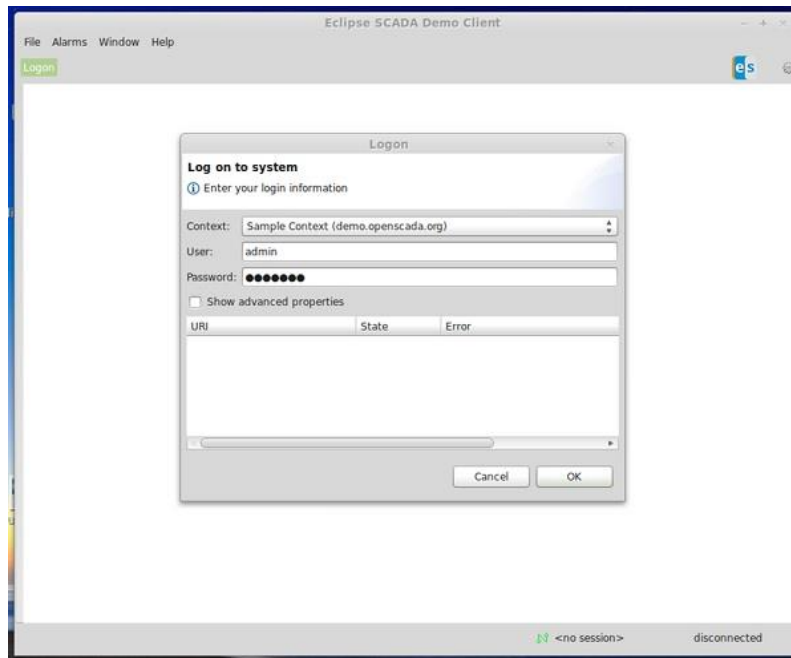 Eclipse SCADA Demo Client
File Alarms Window Help
Logon
es
Logon
Log on to system
Enter your login information
Context: Sample Context (demo.openscada.org)
User: admin
Password: ●●●●●●●
Show advanced properties
URI State Error
Cancel OK
<no session> disconnected